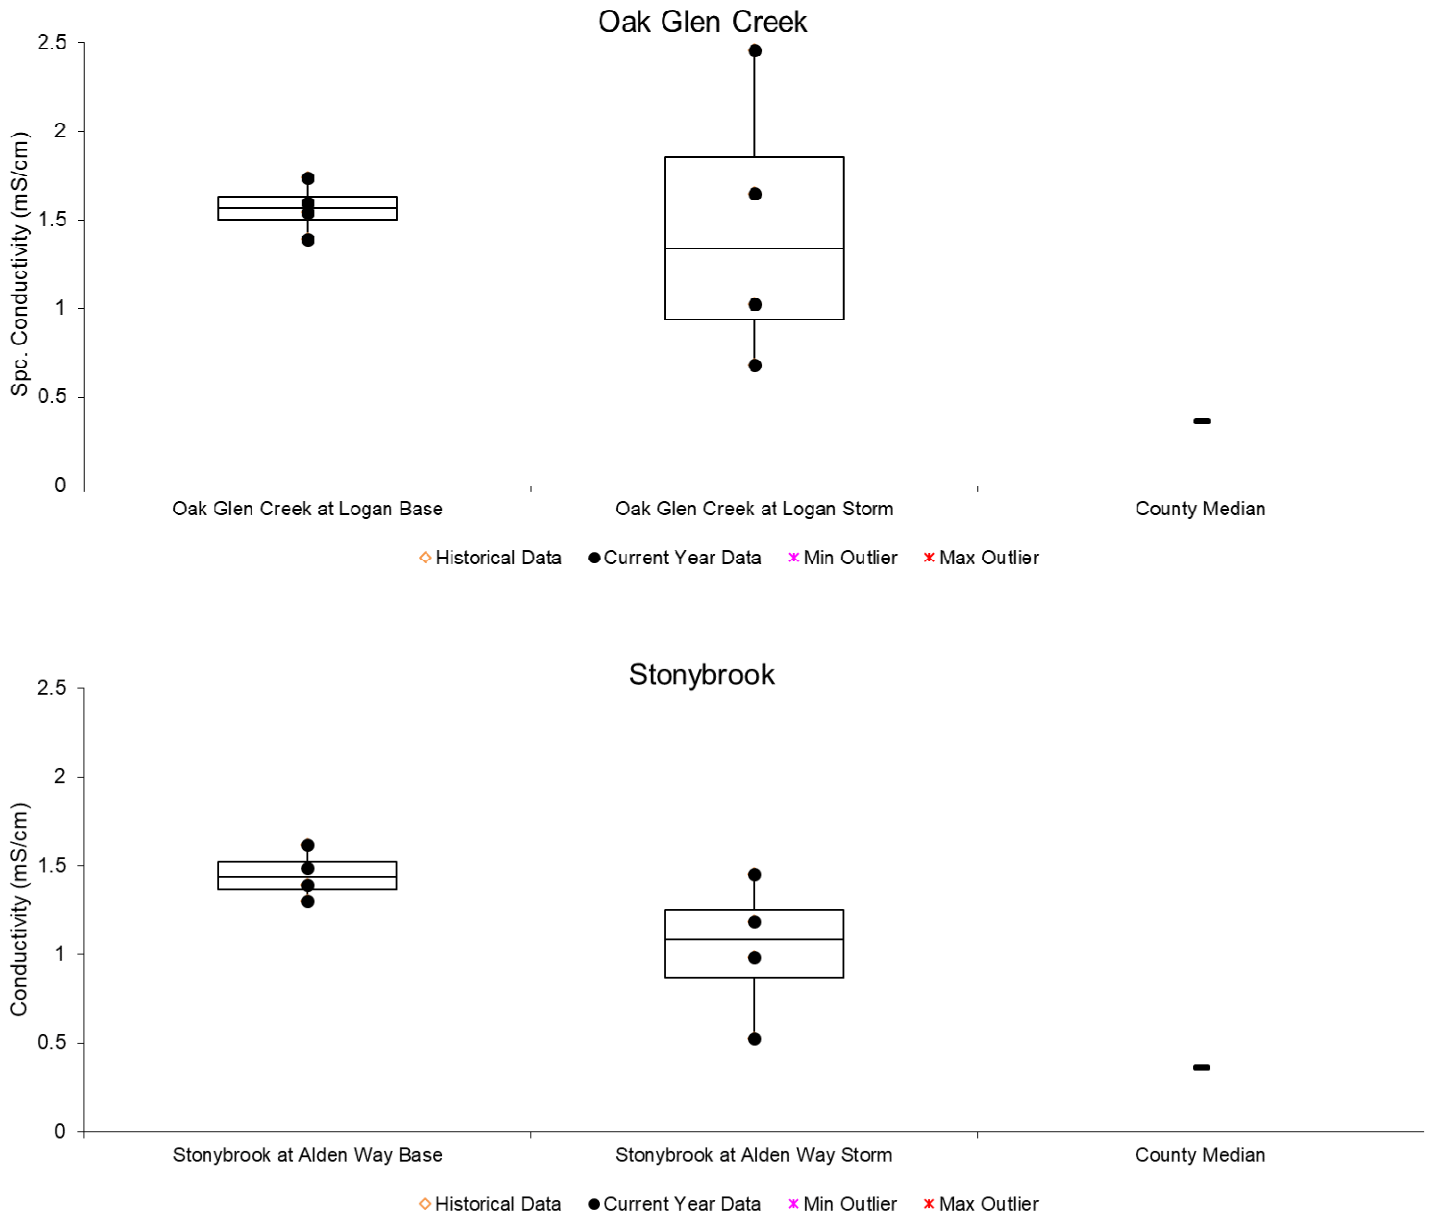 Oak Glen Creek
2.5
2
1.5
1
0.5
0
Spc. Conductivity (mS/cm)
Oak Glen Creek at Logan Base Oak Glen Creek at Logan Storm County Median
Historical Data Current Year Data Min Outlier Max Outlier
Stonybrook
2.5
2
1.5
1
0.5
0
Conductivity (mS/cm)
Stonybrook at Alden Way Base Stonybrook at Alden Way Storm County Median
Historical Data Current Year Data Min Outlier Max Outlier